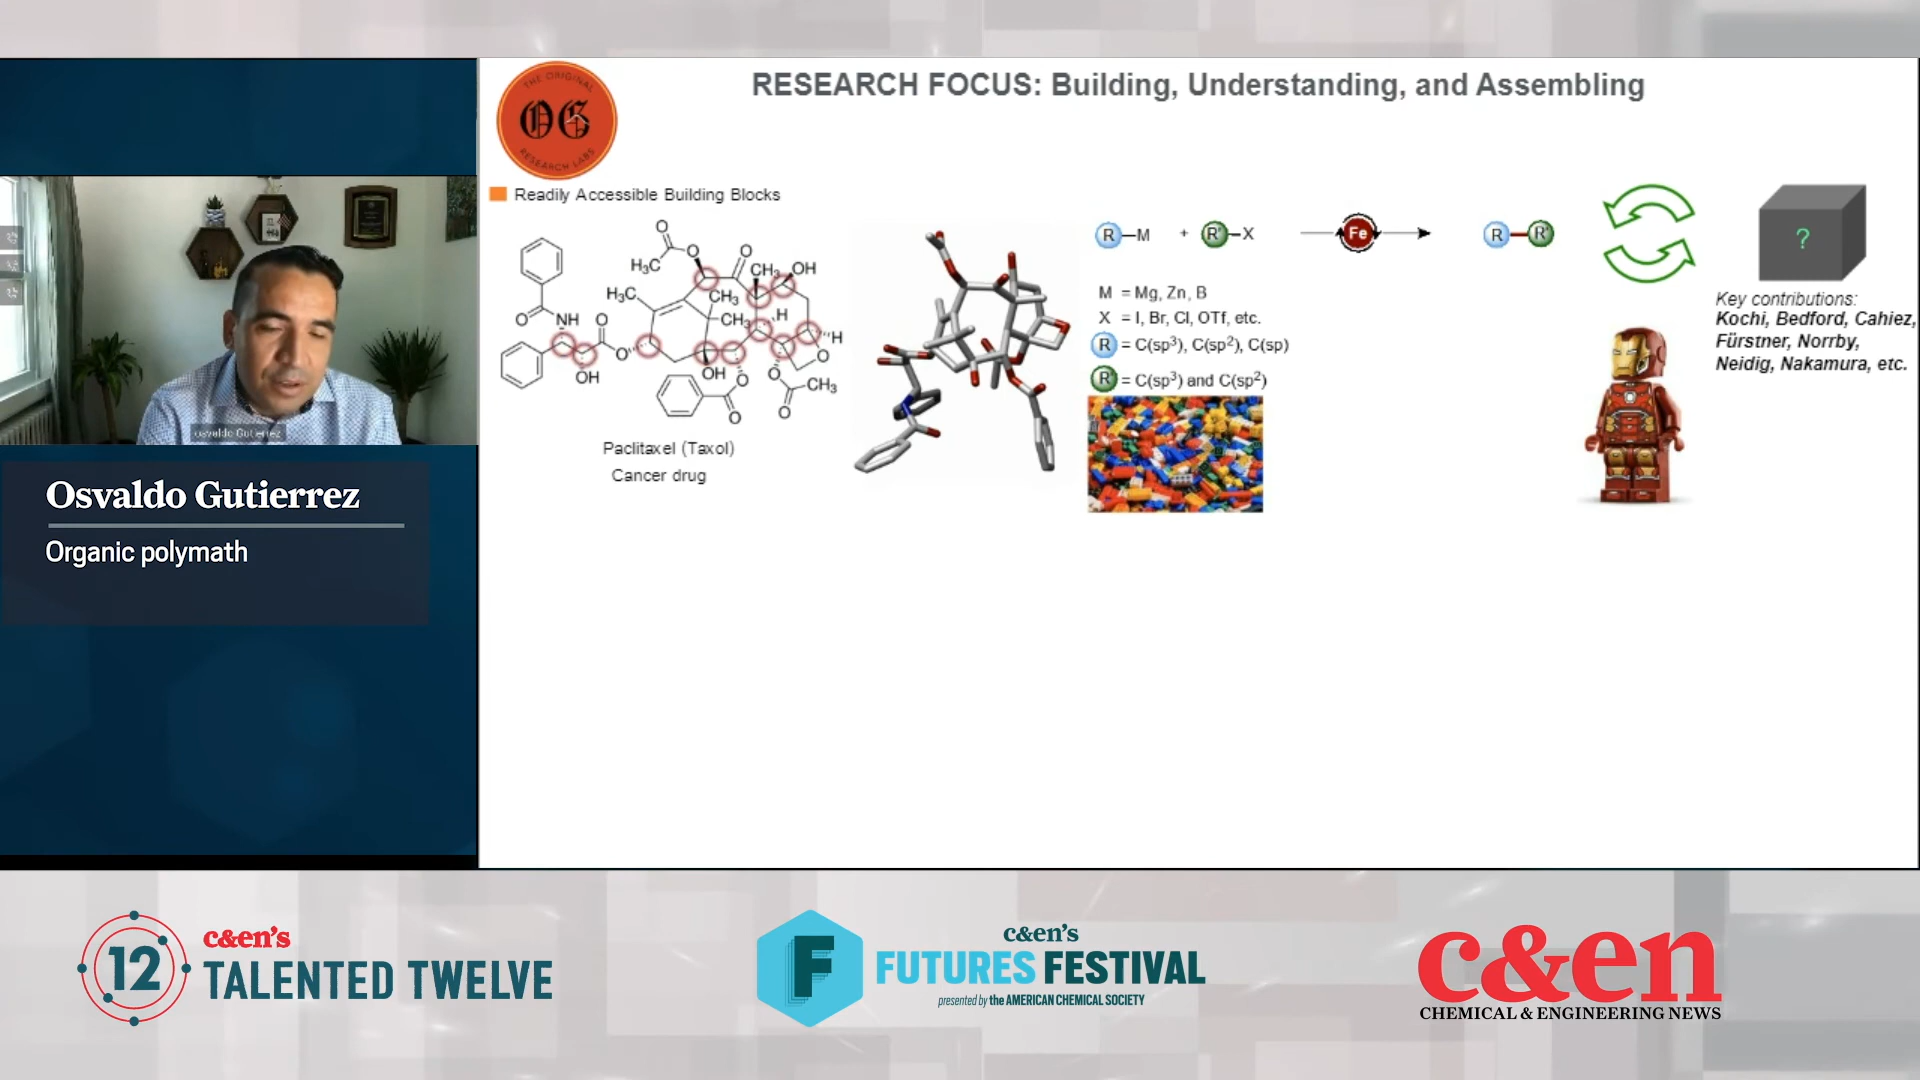 RESEARCH FOCUS: Building, Understanding, and Assembling
THE ORIGINAL
OG
RESEARCH LABS
Readily Accessible Building Blocks
O
O
H₃C
O
CH₃
OH
H₃C
CH₃
CH₃
H
H
O
NH
O
O
OH
OH
O
O
O
CH₃
O
O
Paclitaxel (Taxol)
Cancer drug
R–M + R'–X Fe R–R'
M = Mg, Zn, B
X = I, Br, Cl, OTf, etc.
R = C(sp³), C(sp²), C(sp)
R' = C(sp³) and C(sp²)
?
Key contributions:
Kochi, Bedford, Cahiez,
Fürstner, Norrby,
Neidig, Nakamura, etc.
osvaldo Gutierrez
Osvaldo Gutierrez
Organic polymath
12
c&en's
TALENTED TWELVE
F
c&en's
FUTURES FESTIVAL
presented by the AMERICAN CHEMICAL SOCIETY
c&en
CHEMICAL & ENGINEERING NEWS